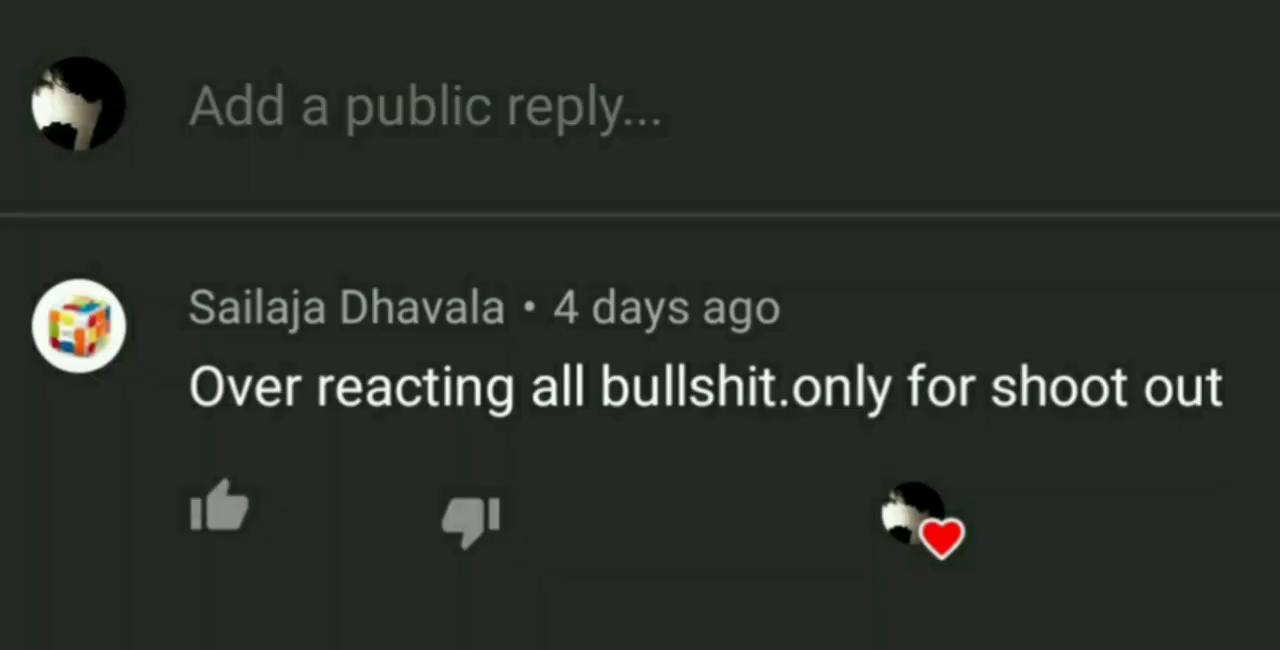 Add a public reply...
Sailaja Dhavala • 4 days ago
Over reacting all bullshit.only for shoot out